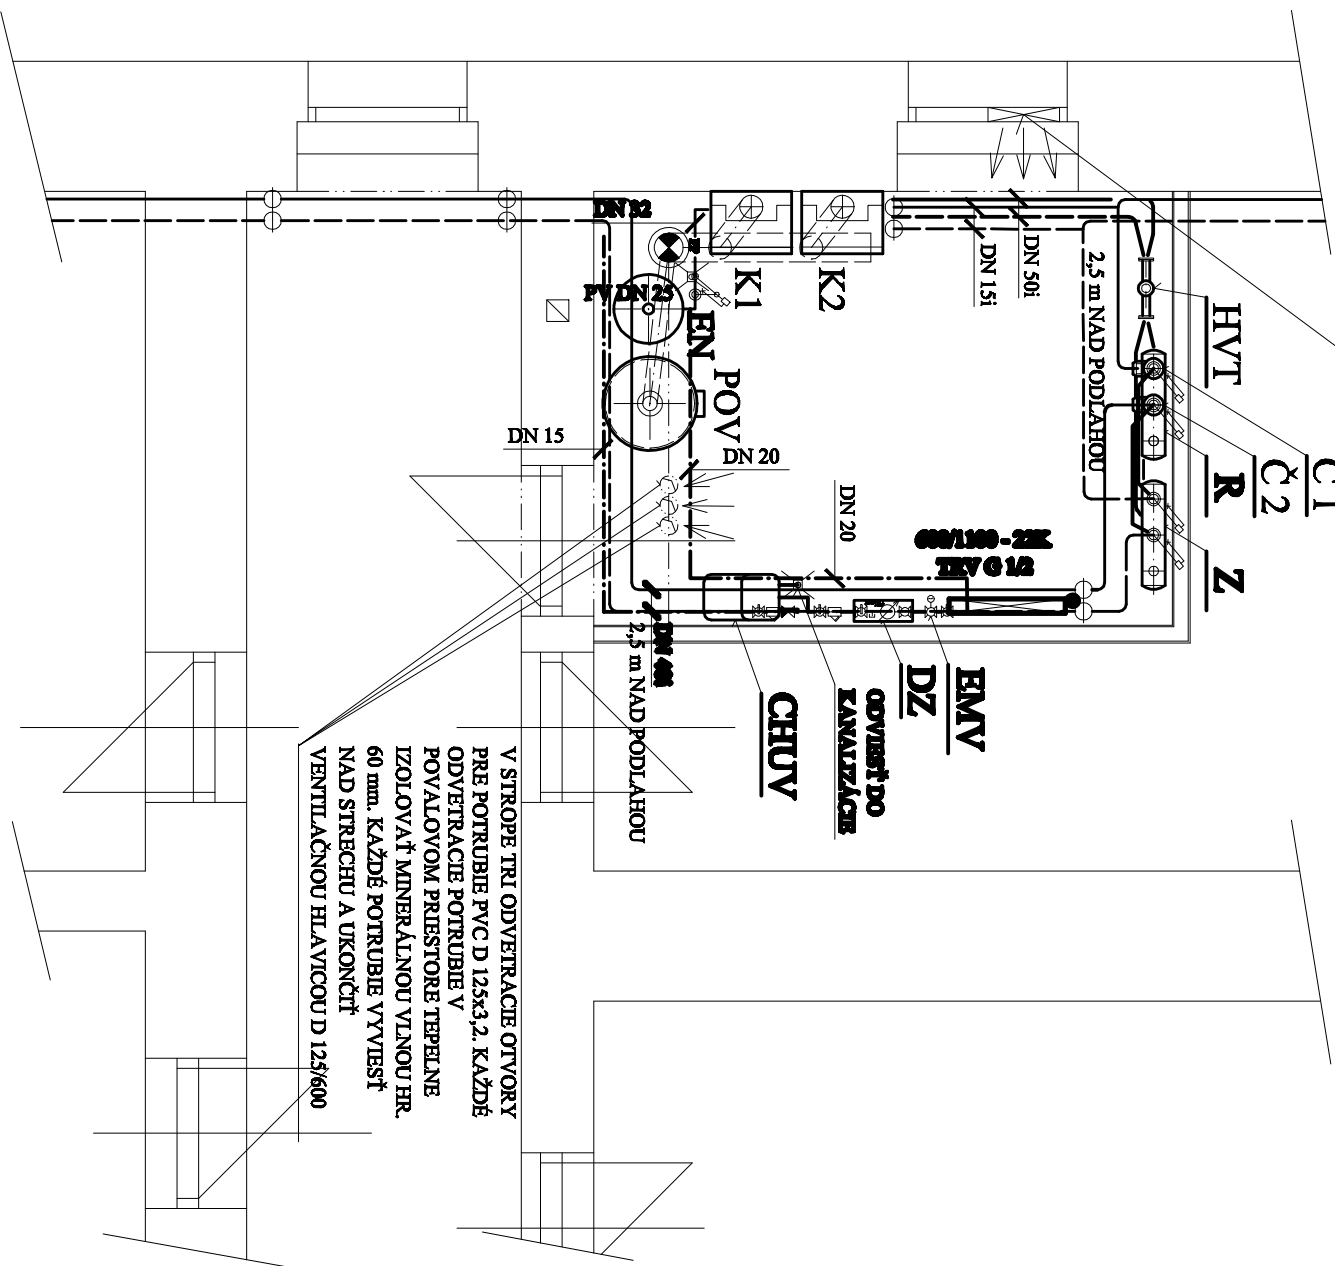 DN 32
PV DN 25
K1
K2
EN
POV
DN 15i
DN 50i
2,5 m NAD PODLAHOU
HVT
Č 1
Č 2
R
Z
DN 15
DN 20
DN 20
600/1100 - 22K
TRV G 1/2
2,5 m NAD PODLAHOU
CHUV
ODVIESŤ DO
KANALIZÁCIE
DZ
EMV
V STROPE TRI ODVETRACIE OTVORY
PRE POTRUBIE PVC D 125x3,2. KAŽDÉ
ODVETRACIE POTRUBIE V
POVALOVOM PRIESTORE TEPELNE
IZOLOVAŤ MINERÁLNOU VLNOU HR.
60 mm. KAŽDÉ POTRUBIE VYVIESŤ
NAD STRECHU A UKONČIŤ
VENTILAČNOU HLAVICOU D 125/600